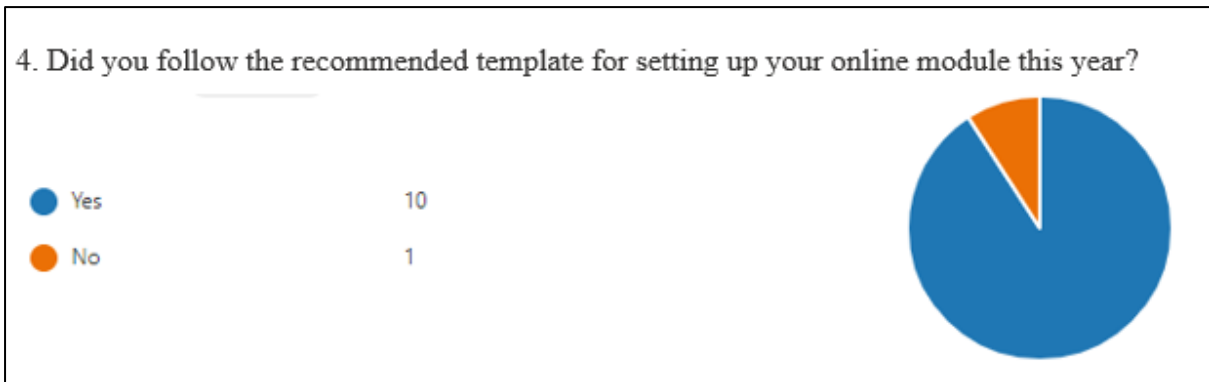 4. Did you follow the recommended template for setting up your online module this year?
Yes 10
No 1